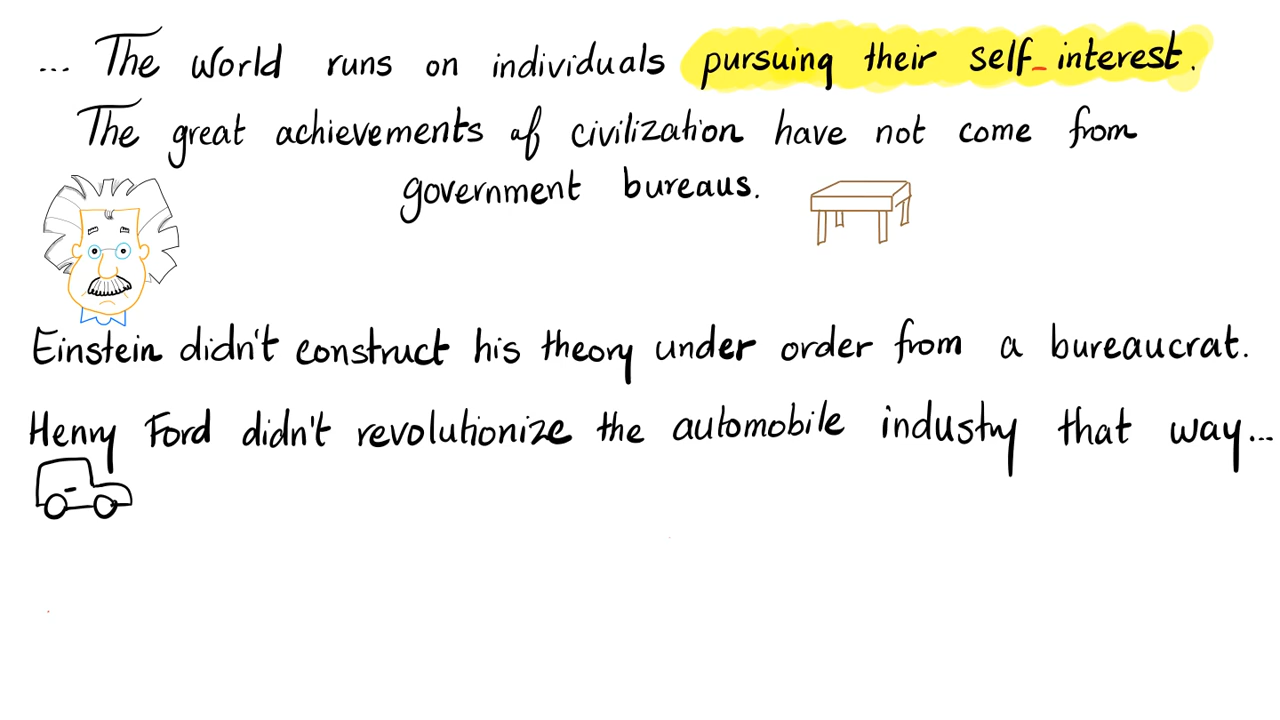 ... The world runs on individuals pursuing their self-interest.
The great achievements of civilization have not come from
government bureaus.
Einstein didn't construct his theory under order from a bureaucrat.
Henry Ford didn't revolutionize the automobile industry that way...